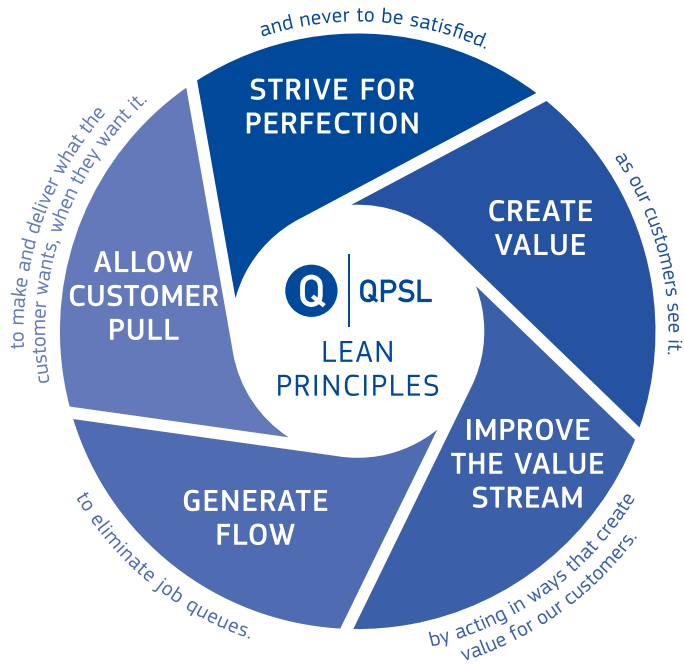 and never to be satisfied.
STRIVE FOR
PERFECTION
as our customers see it.
CREATE
VALUE
IMPROVE
THE VALUE
STREAM
by acting in ways that create
value for our customers.
GENERATE
FLOW
to eliminate job queues.
ALLOW
CUSTOMER
PULL
to make and deliver what the
customer wants, when they want it.
Q QPSL
LEAN
PRINCIPLES